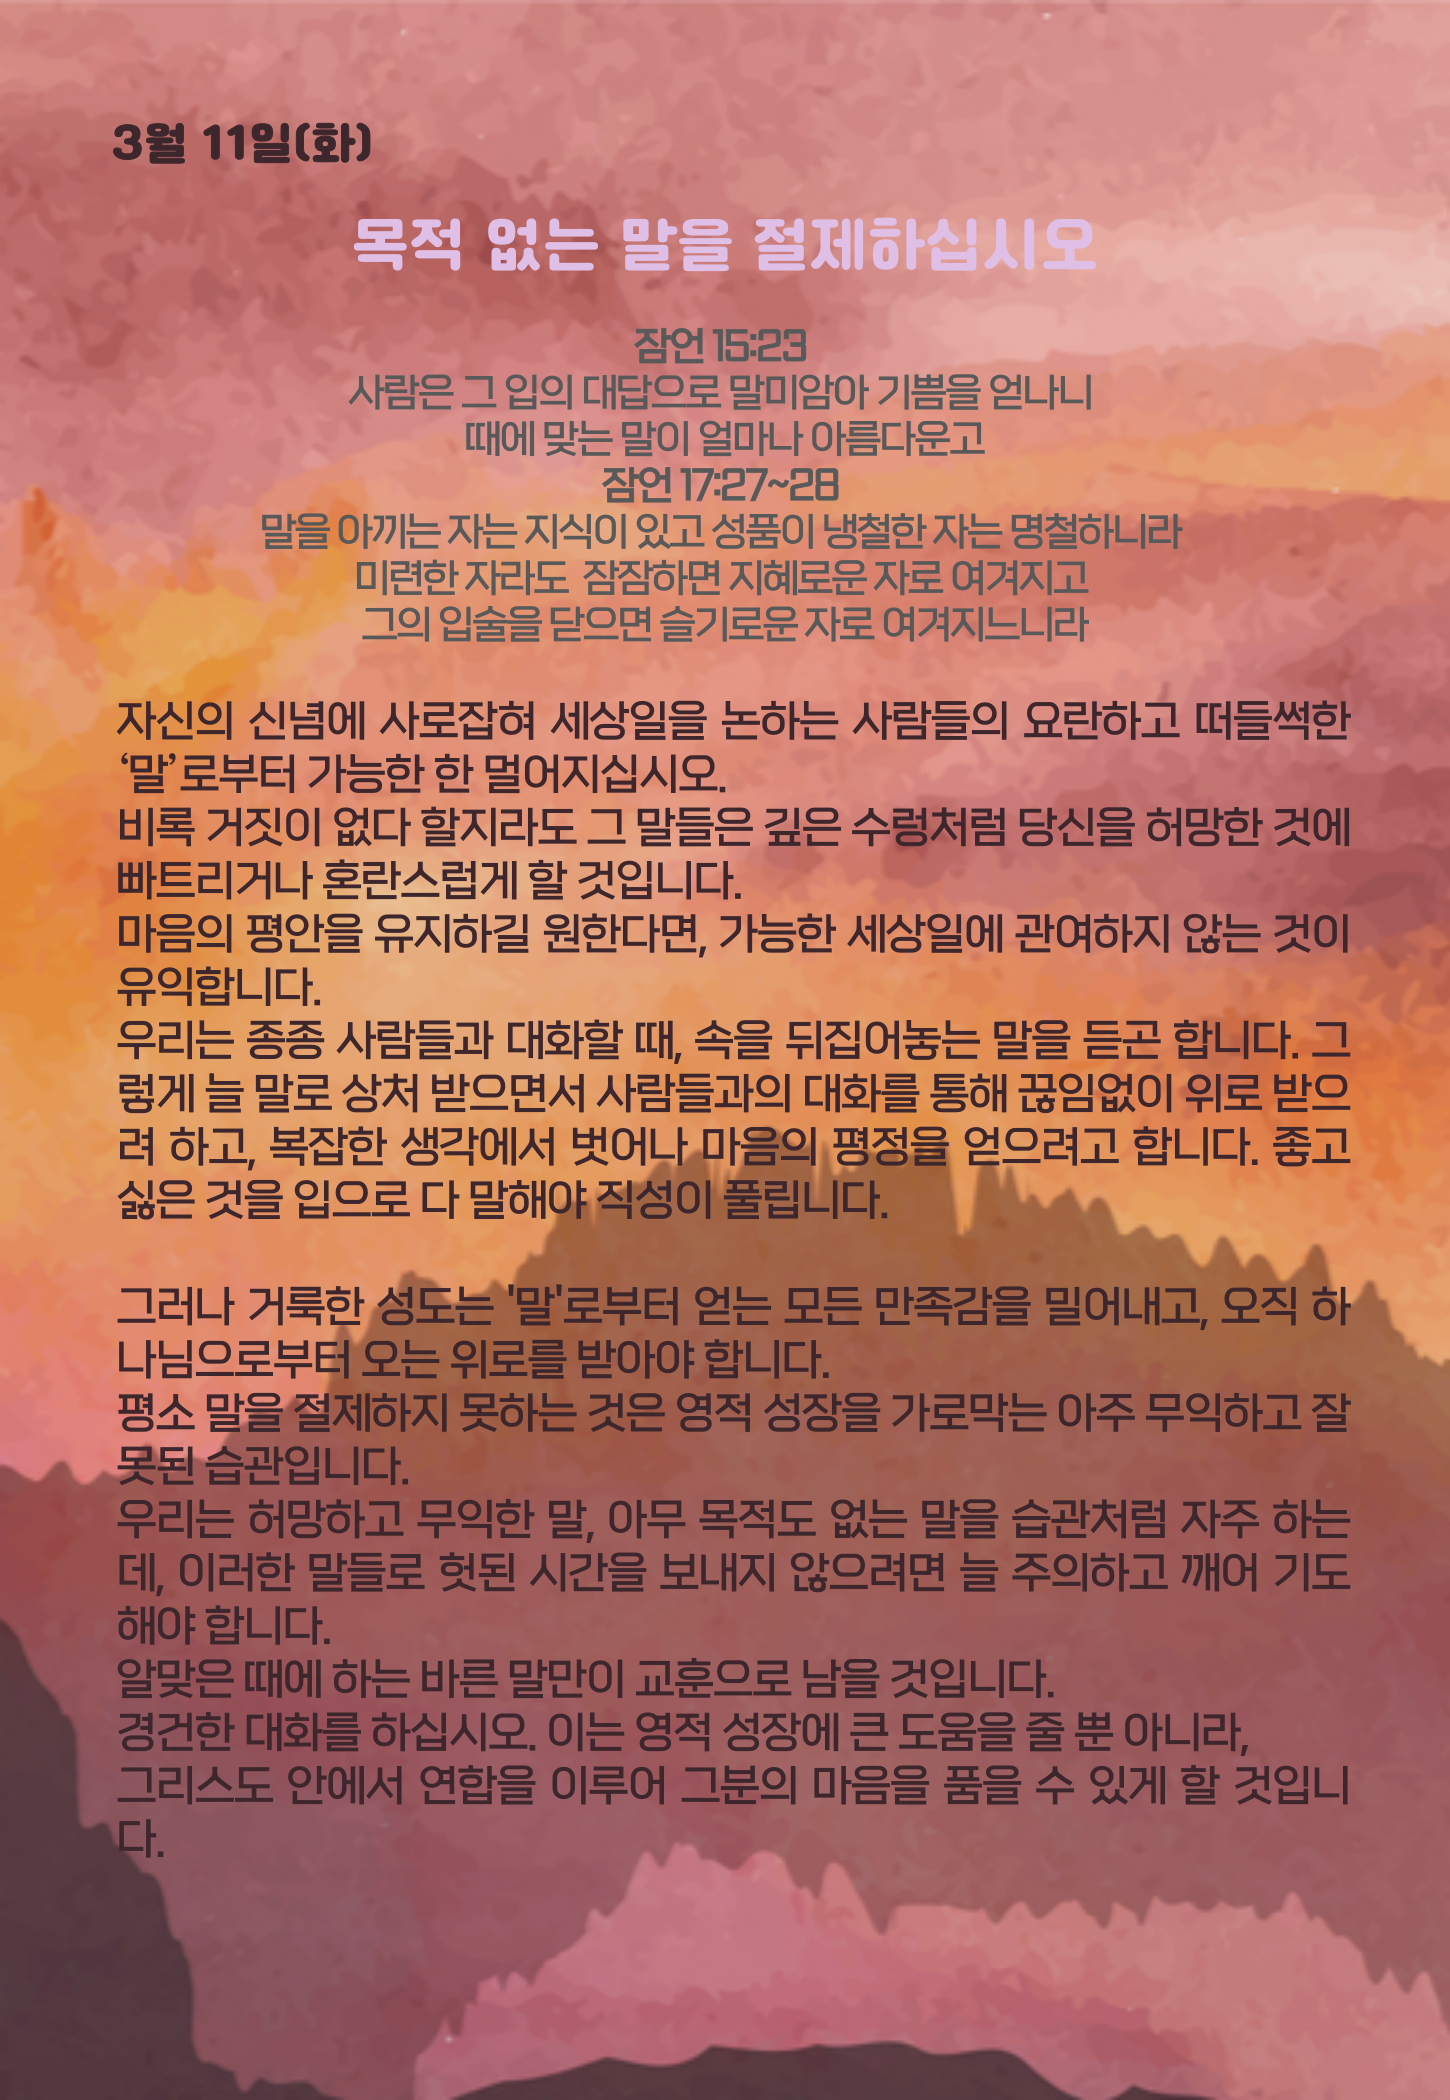 3월 11일(화)
목적 없는 말을 절제하십시오
잠언 15:23
사람은 그 입의 대답으로 말미암아 기쁨을 얻나니
때에 맞는 말이 얼마나 아름다운고
잠언 17:27~28
말을 아끼는 자는 지식이 있고 성품이 냉철한 자는 명철하니라
미련한 자라도 잠잠하면 지혜로운 자로 여겨지고
그의 입술을 닫으면 슬기로운 자로 여겨지느니라
자신의 신념에 사로잡혀 세상일을 논하는 사람들의 요란하고 떠들썩한
‘말’로부터 가능한 한 멀어지십시오.
비록 거짓이 없다 할지라도 그 말들은 깊은 수렁처럼 당신을 허망한 것에
빠트리거나 혼란스럽게 할 것입니다.
마음의 평안을 유지하길 원한다면, 가능한 세상일에 관여하지 않는 것이
유익합니다.
우리는 종종 사람들과 대화할 때, 속을 뒤집어놓는 말을 듣곤 합니다. 그
렇게 늘 말로 상처 받으면서 사람들과의 대화를 통해 끊임없이 위로 받으
려 하고, 복잡한 생각에서 벗어나 마음의 평정을 얻으려고 합니다. 좋고
싫은 것을 입으로 다 말해야 직성이 풀립니다.
그러나 거룩한 성도는 '말'로부터 얻는 모든 만족감을 밀어내고, 오직 하
나님으로부터 오는 위로를 받아야 합니다.
평소 말을 절제하지 못하는 것은 영적 성장을 가로막는 아주 무익하고 잘
못된 습관입니다.
우리는 허망하고 무익한 말, 아무 목적도 없는 말을 습관처럼 자주 하는
데, 이러한 말들로 헛된 시간을 보내지 않으려면 늘 주의하고 깨어 기도
해야 합니다.
알맞은 때에 하는 바른 말만이 교훈으로 남을 것입니다.
경건한 대화를 하십시오. 이는 영적 성장에 큰 도움을 줄 뿐 아니라,
그리스도 안에서 연합을 이루어 그분의 마음을 품을 수 있게 할 것입니
다.